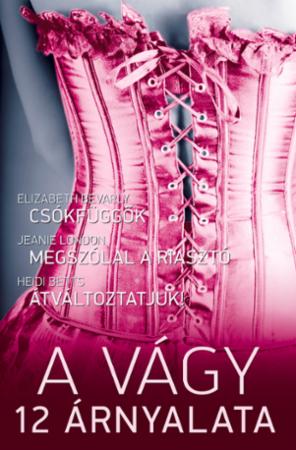 ELIZABETH BEVARLY
CSÓKFÜGGŐK
JEANIE LONDON
MEGSZÓLAL A RIASZTÓ
HEIDI BETTS
ÁTVÁLTOZTATJUK!
A VÁGY
12 ÁRNYALATA